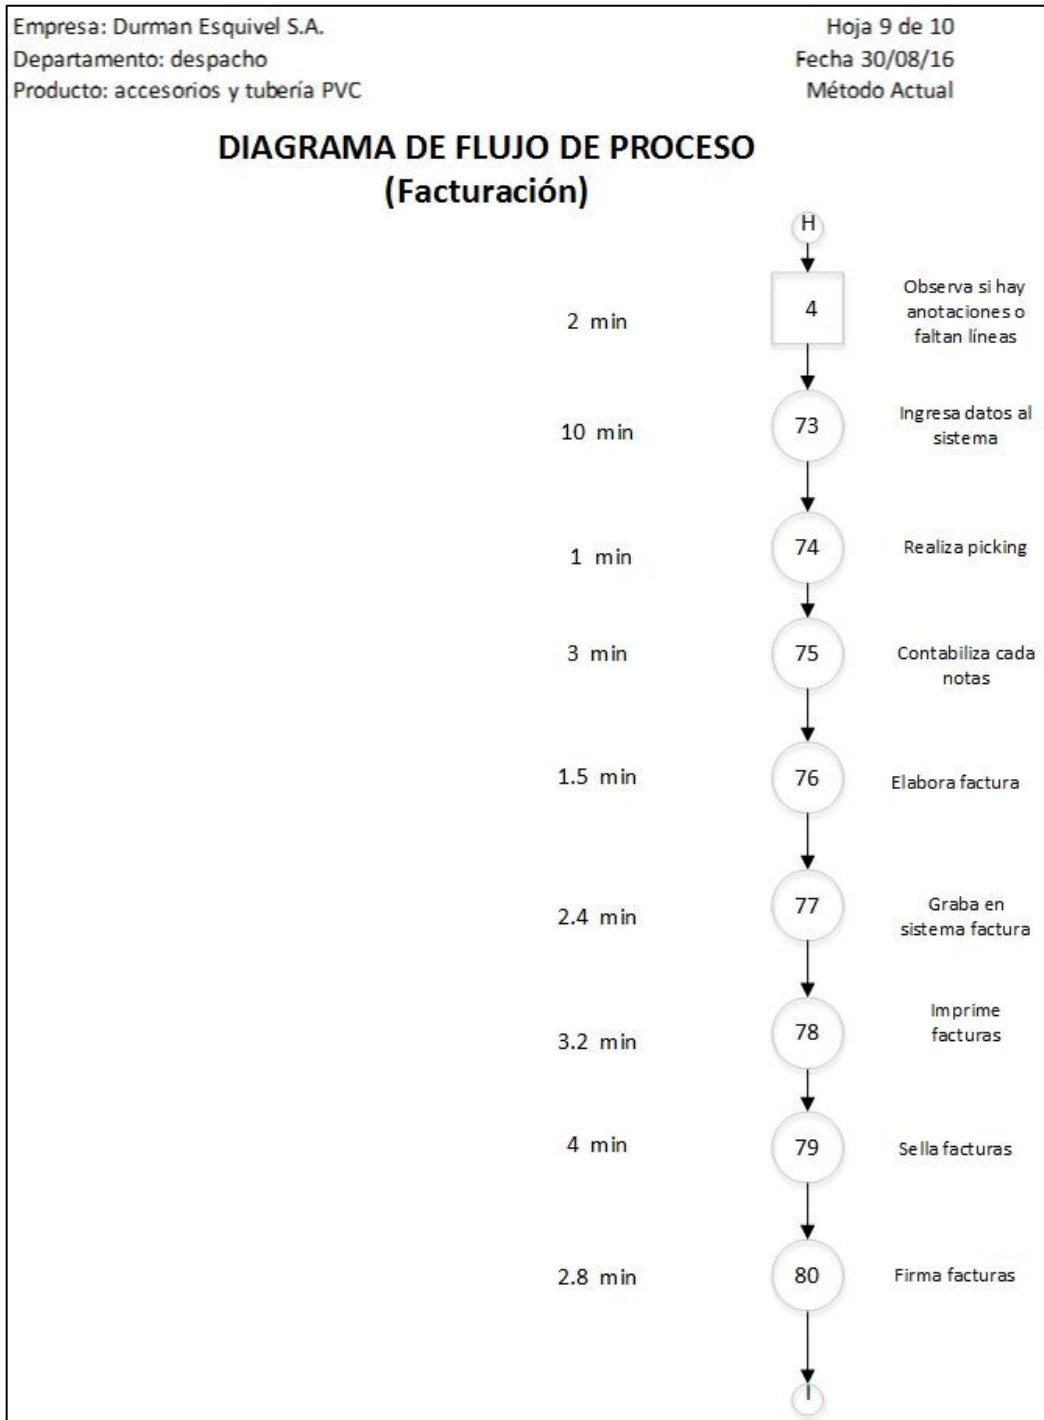 Empresa: Durman Esquivel S.A.
Hoja 9 de 10
Departamento: despacho
Fecha 30/08/16
Producto: accesorios y tubería PVC
Método Actual
DIAGRAMA DE FLUJO DE PROCESO
(Facturación)
H
2 min
4
Observa si hay
anotaciones o
faltan líneas
10 min
73
Ingresa datos al
sistema
1 min
74
Realiza picking
3 min
75
Contabiliza cada
notas
1.5 min
76
Elabora factura
2.4 min
77
Graba en
sistema factura
3.2 min
78
Imprime
facturas
4 min
79
Sella facturas
2.8 min
80
Firma facturas
I